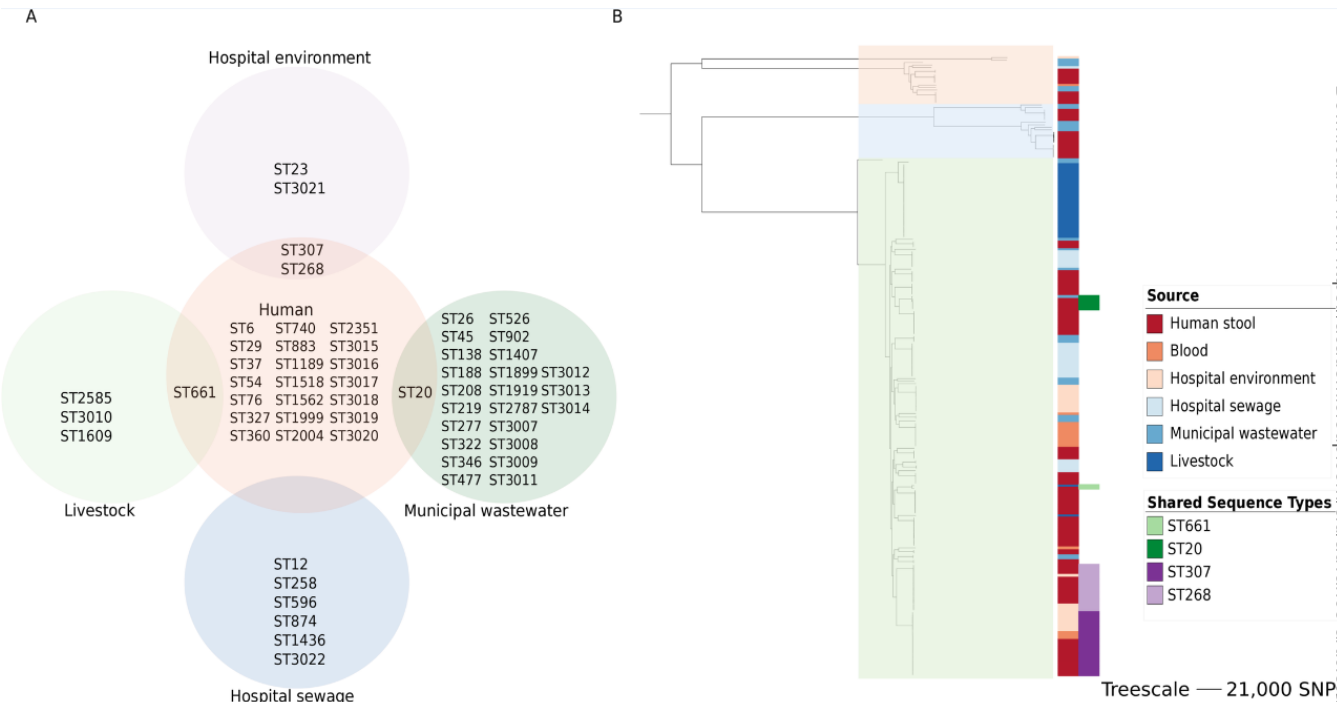 A
B
Hospital environment
ST23
ST3021
ST307
ST268
Human
ST6 ST740 ST2351
ST29 ST883 ST3015
ST37 ST1189 ST3016
ST54 ST1518 ST3017
ST76 ST1562 ST3018
ST327 ST1999 ST3019
ST360 ST2004 ST3020
ST661
ST20
ST2585
ST3010
ST1609
Livestock
ST26 ST526
ST45 ST902
ST138 ST1407
ST188 ST1899 ST3012
ST208 ST1919 ST3013
ST219 ST2787 ST3014
ST277 ST3007
ST322 ST3008
ST346 ST3009
ST477 ST3011
Municipal wastewater
ST12
ST258
ST596
ST874
ST1436
ST3022
Hospital sewage
Source
Human stool
Blood
Hospital environment
Hospital sewage
Municipal wastewater
Livestock
Shared Sequence Types
ST661
ST20
ST307
ST268
Treescale — 21,000 SNP